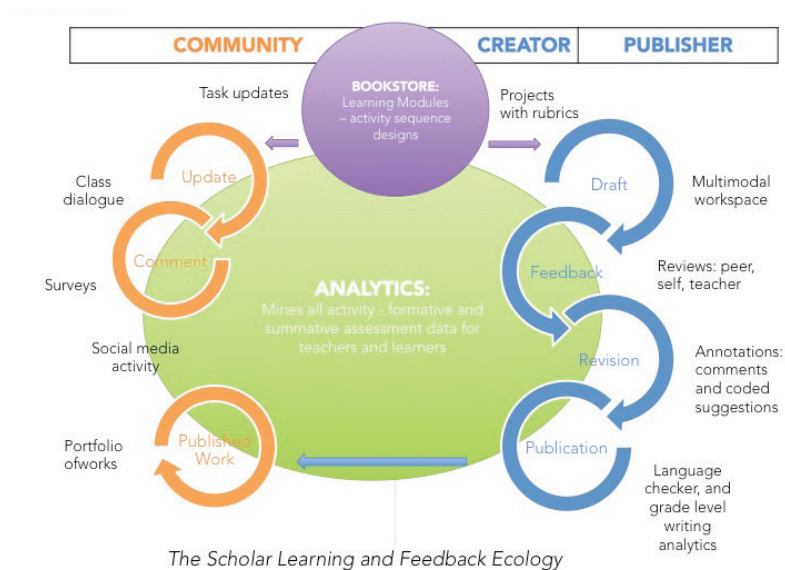 COMMUNITY
CREATOR
PUBLISHER
BOOKSTORE:
Learning Modules
– activity sequence
designs
Task updates
Projects
with rubrics
Update
Draft
Class
dialogue
Multimodal
workspace
Comment
Feedback
Surveys
Reviews: peer,
self, teacher
ANALYTICS:
Mines all activity - formative and
summative assessment data for
teachers and learners
Social media
activity
Revision
Annotations:
comments
and coded
suggestions
Published
Work
Portfolio
ofworks
Publication
Language
checker, and
grade level
writing
analytics
The Scholar Learning and Feedback Ecology